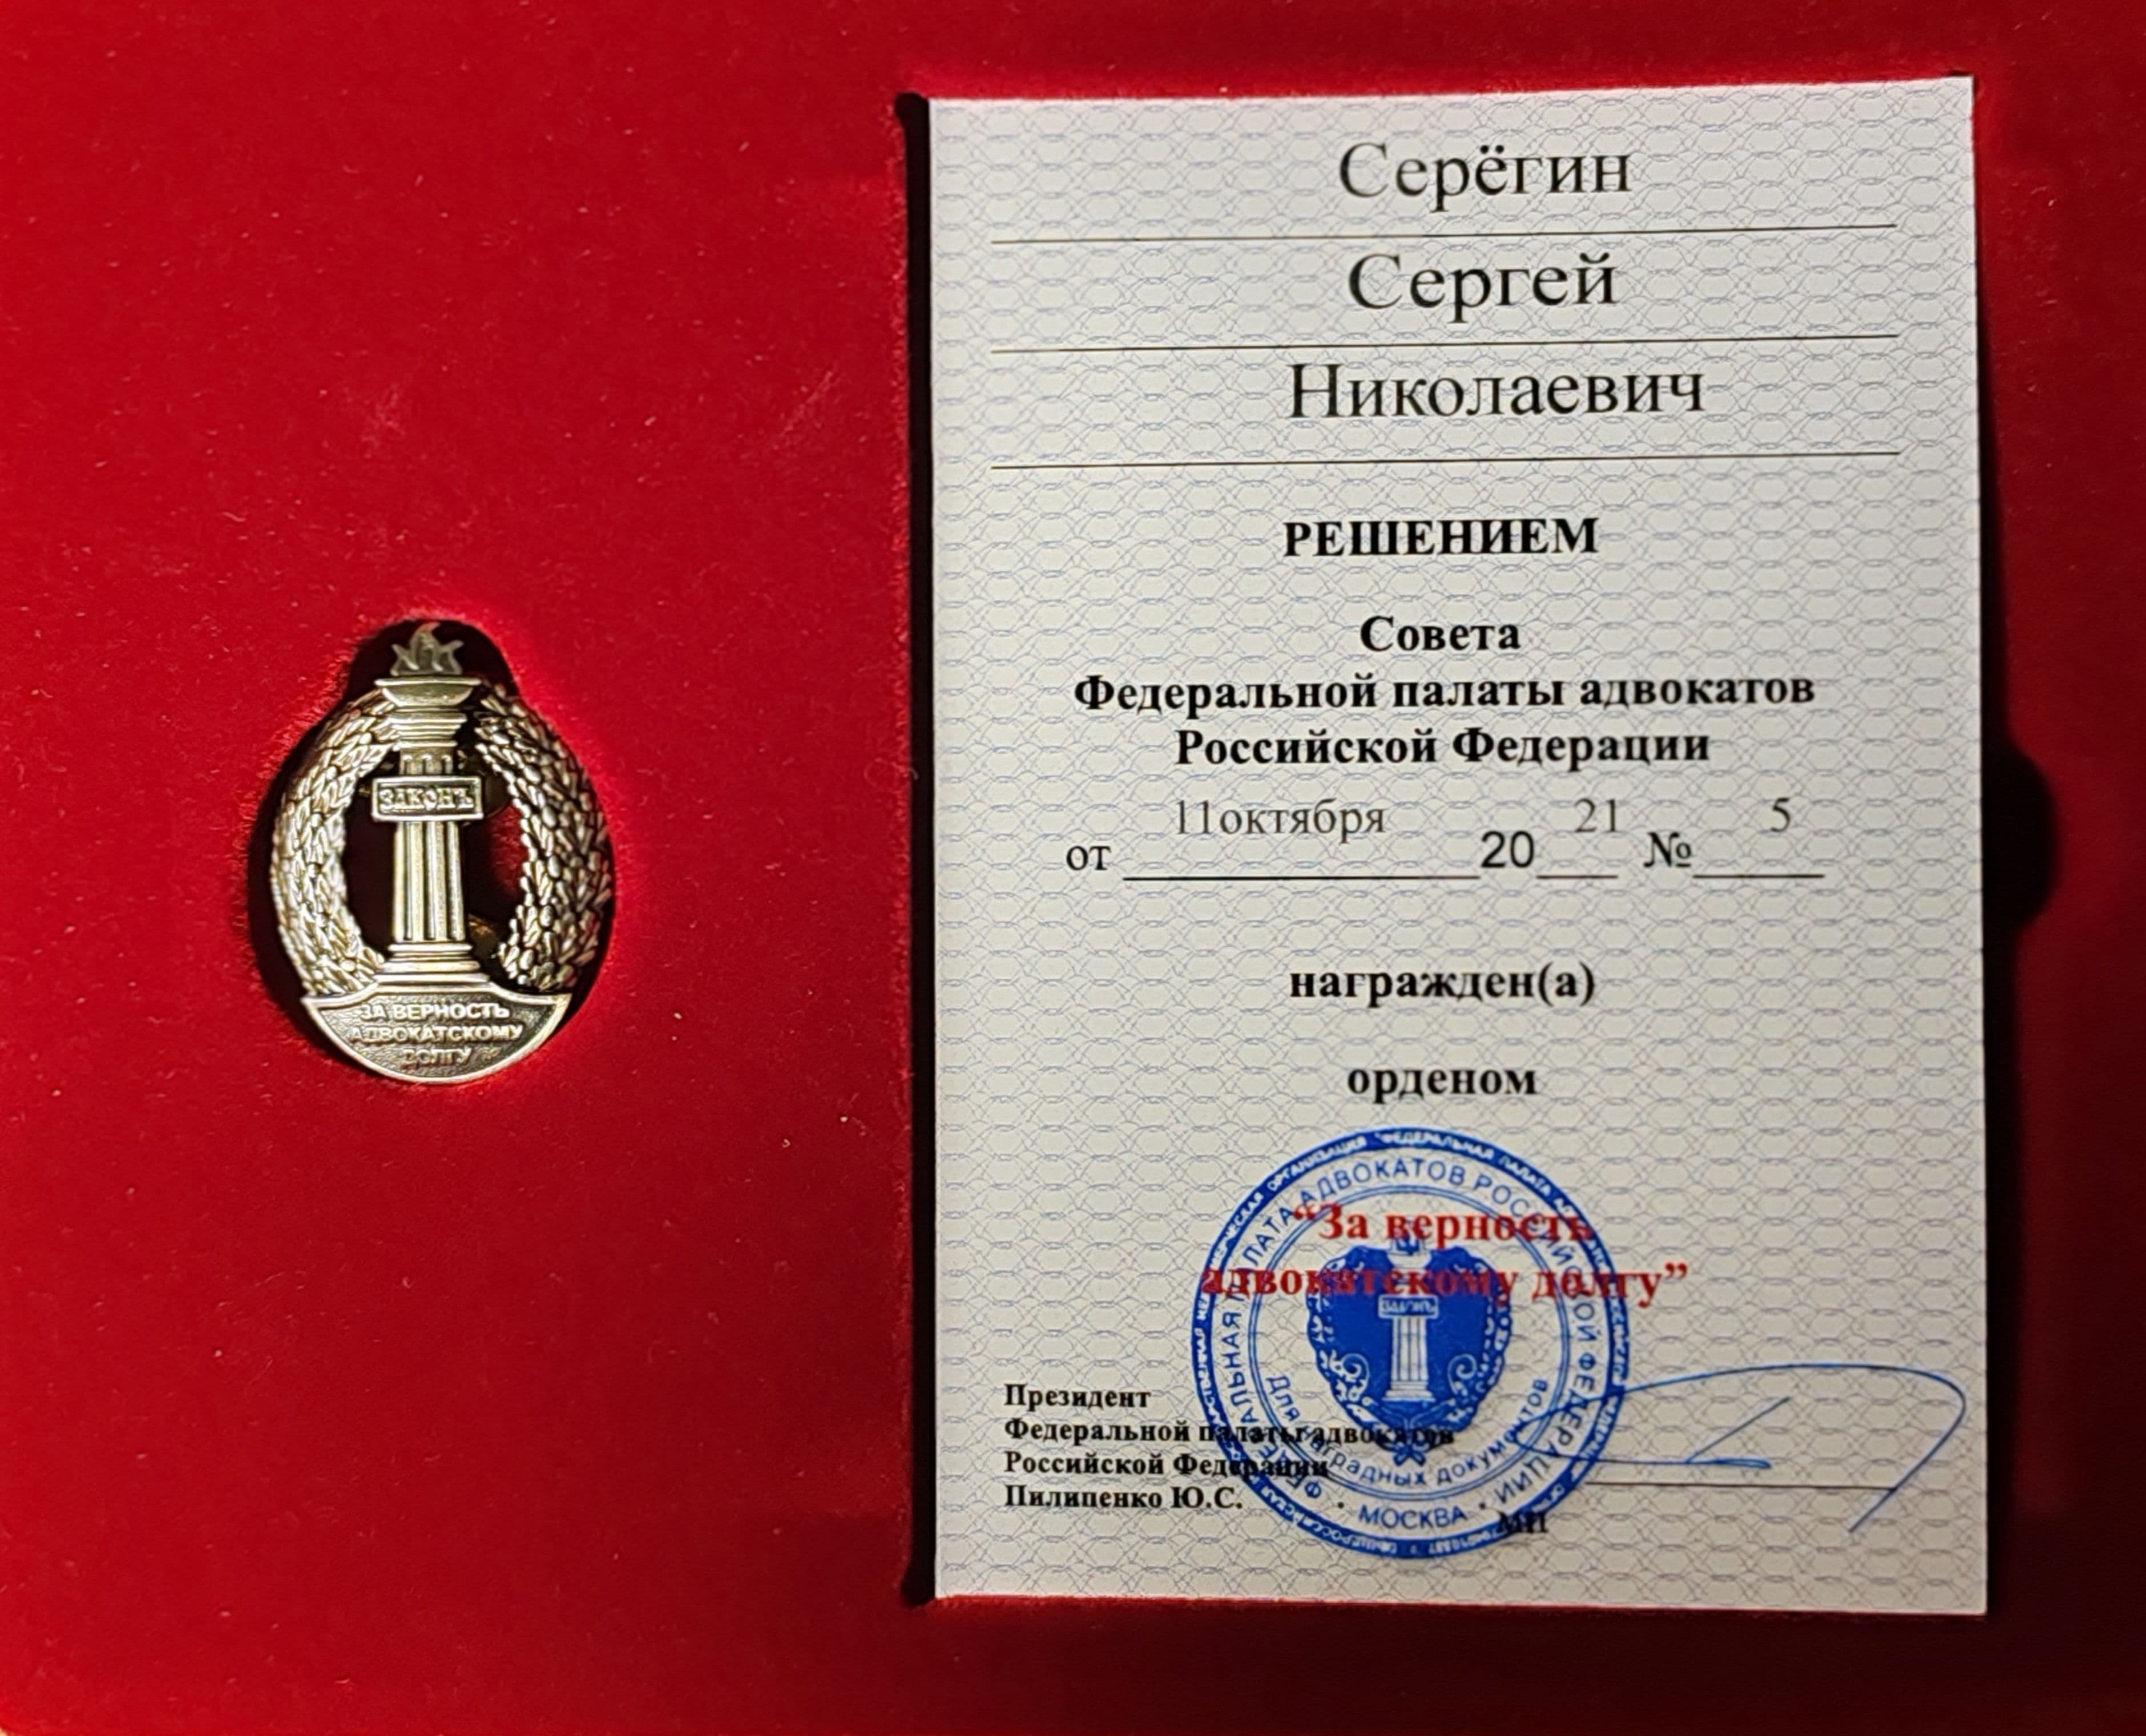 ЗАКОНЪ
ЗА ВЕРНОСТЬ
АДВОКАТСКОМУ
ДОЛГУ
Серёгин
Сергей
Николаевич
РЕШЕНИЕМ
Совета
Федеральной палаты адвокатов
Российской Федерации
от 11октября 20 21 № 5
награжден(а)
орденом
“За верность
адвокатскому долгу”
ФЕДЕРАЛЬНАЯ ПАЛАТА АДВОКАТОВ РОССИЙСКОЙ ФЕДЕРАЦИИ
ЗАКОНЪ
Для наградных документов
• МОСКВА •
Президент
Федеральной палаты адвокатов
Российской Федерации
Пилипенко Ю.С.
МП